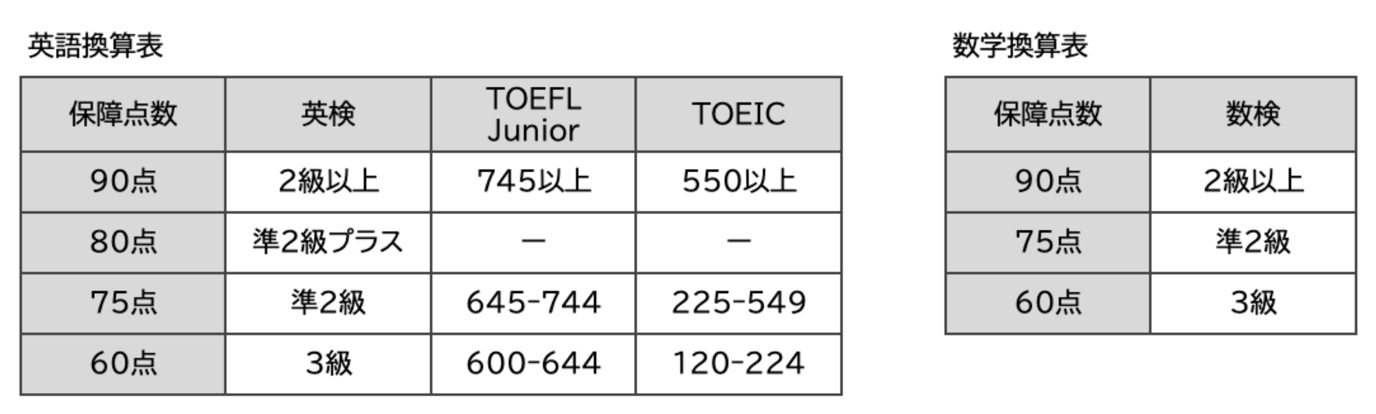 英語換算表
保障点数 英検 TOEFL Junior TOEIC
90点 2級以上 745以上 550以上
80点 準2級プラス ー ー
75点 準2級 645-744 225-549
60点 3級 600-644 120-224
数学換算表
保障点数 数検
90点 2級以上
75点 準2級
60点 3級